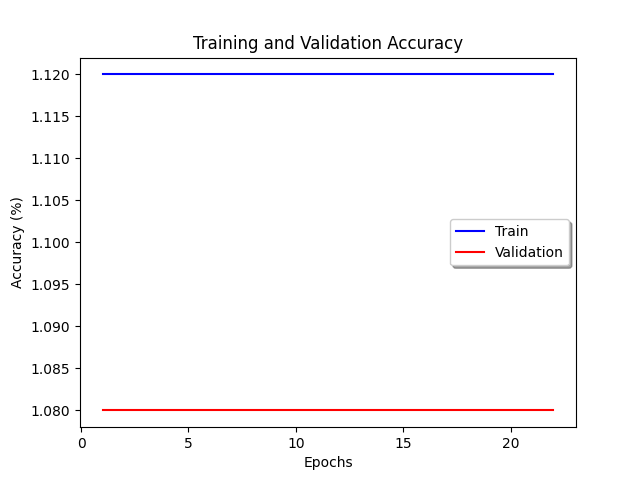 Training and Validation Accuracy
1.120
1.115
1.110
1.105
1.100
1.095
1.090
1.085
1.080
Accuracy (%)
Train
Validation
0 5 10 15 20
Epochs